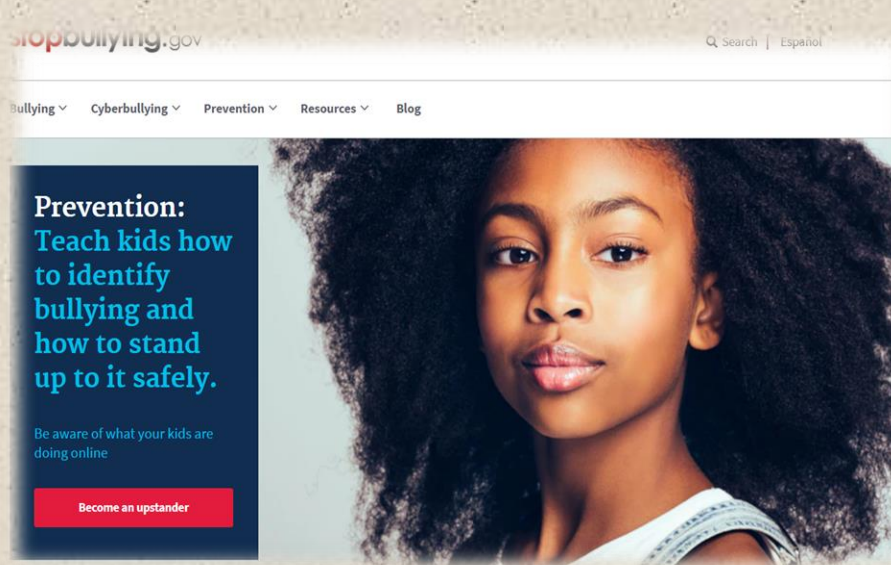 stopbullying.gov
Search | Español
Bullying Cyberbullying Prevention Resources Blog
Prevention:
Teach kids how
to identify
bullying and
how to stand
up to it safely.
Be aware of what your kids are
doing online
Become an upstander